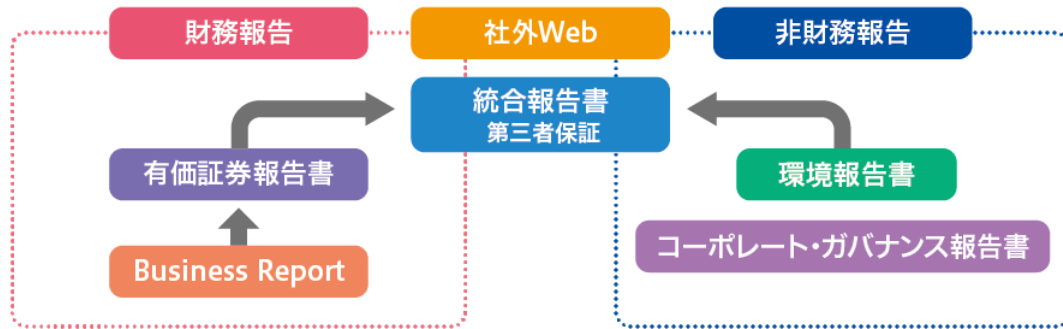 財務報告
社外Web
非財務報告
統合報告書
第三者保証
有価証券報告書
環境報告書
コーポレート・ガバナンス報告書
Business Report